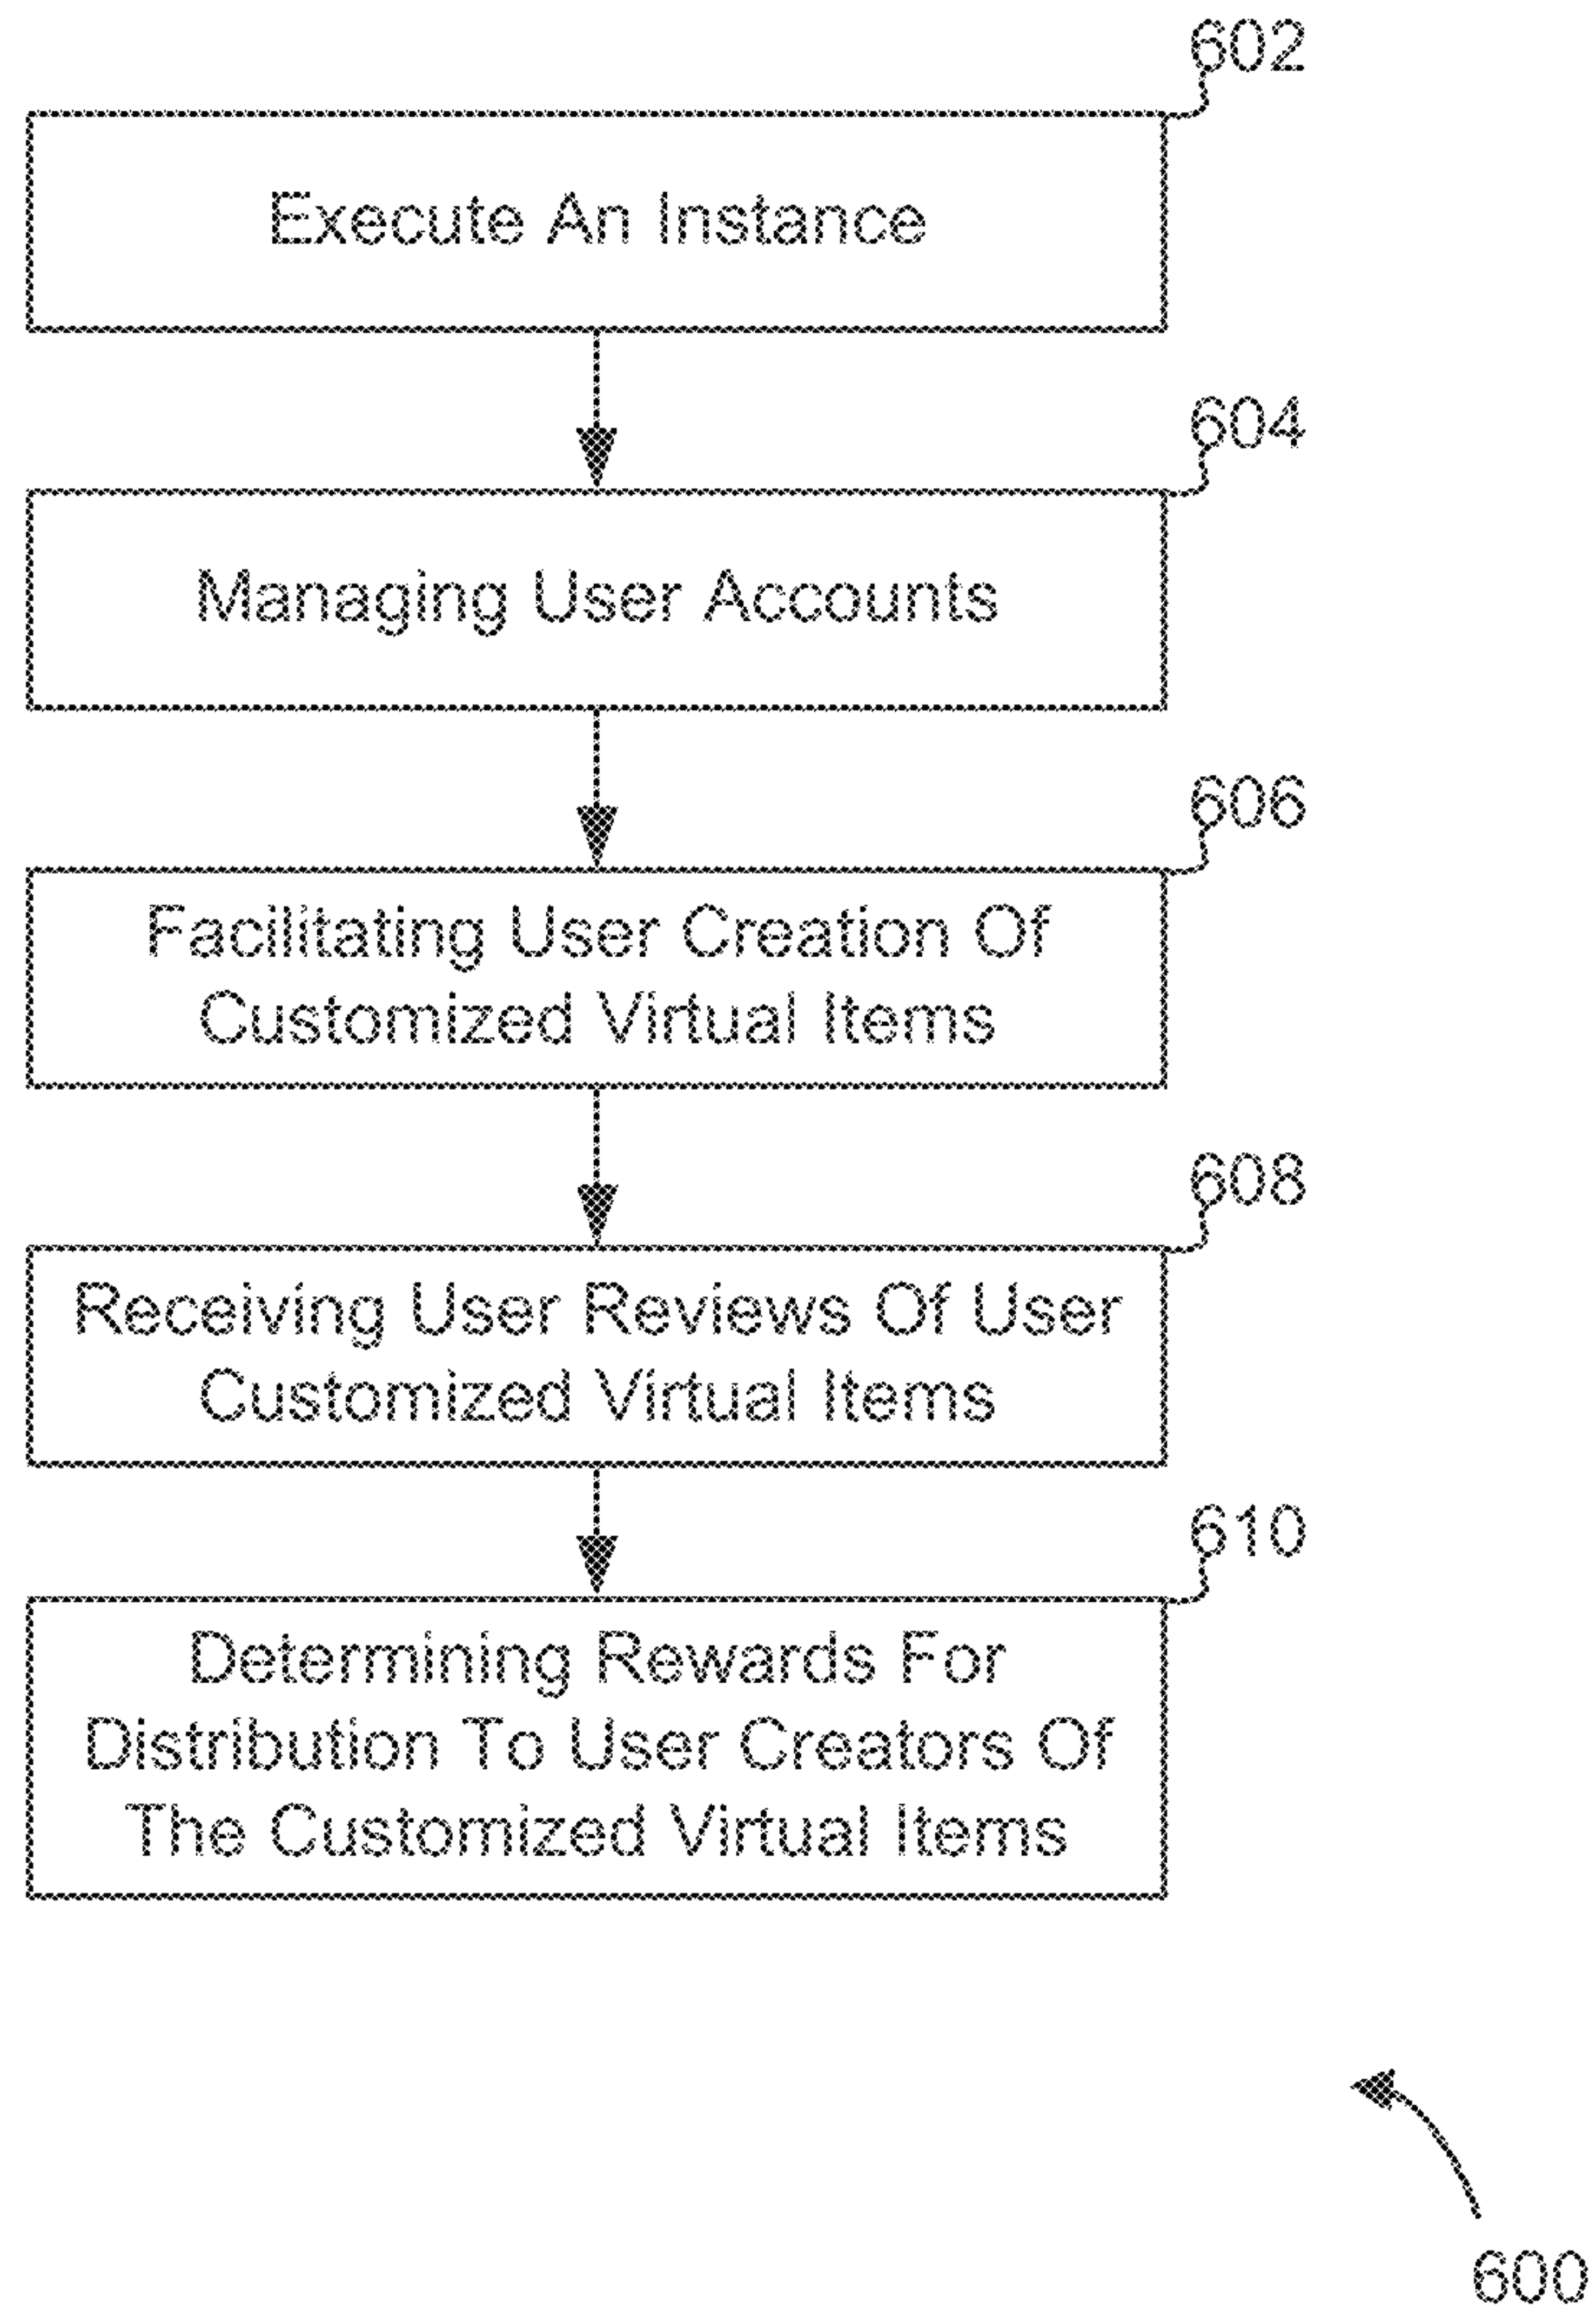 602
Execute An Instance
604
Managing User Accounts
606
Facilitating User Creation Of
Customized Virtual Items
608
Receiving User Reviews Of User
Customized Virtual Items
610
Determining Rewards For
Distribution To User Creators Of
The Customized Virtual Items
600